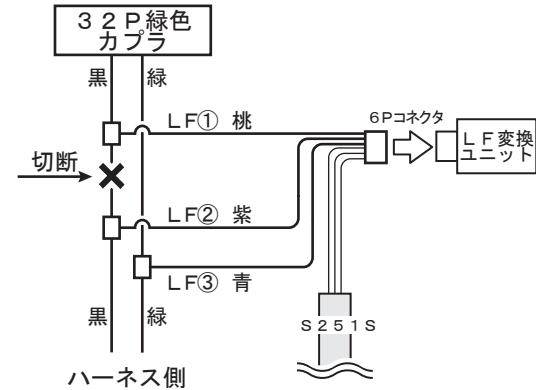 ３２Ｐ緑色
カプラ
黒
緑
ＬＦ① 桃
6Pコネクタ
ＬＦ変換
ユニット
切断
ＬＦ② 紫
ＬＦ③ 青
黒
緑
Ｓ２５１Ｓ
ハーネス側